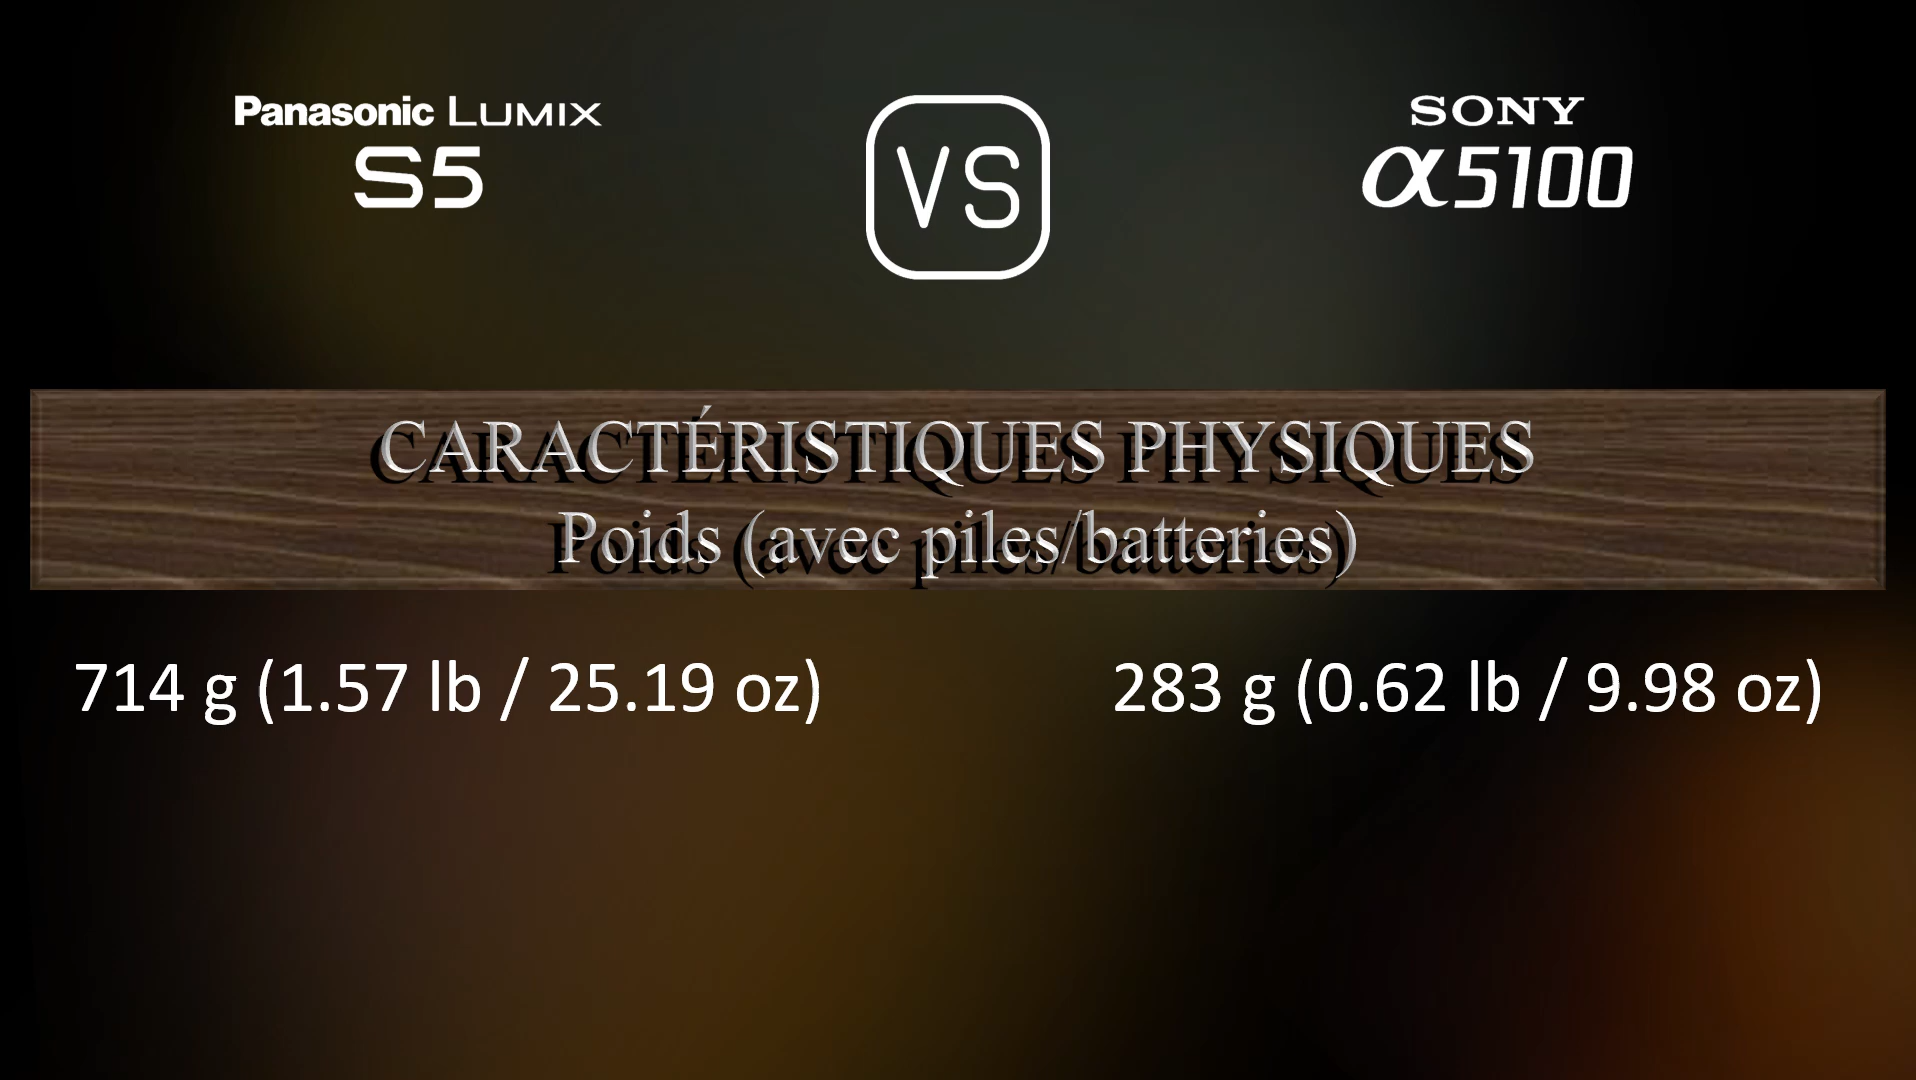 Panasonic LUMIX
S5
VS
SONY
α5100
CARACTÉRISTIQUES PHYSIQUES
Poids (avec piles/batteries)
714 g (1.57 lb / 25.19 oz)
283 g (0.62 lb / 9.98 oz)